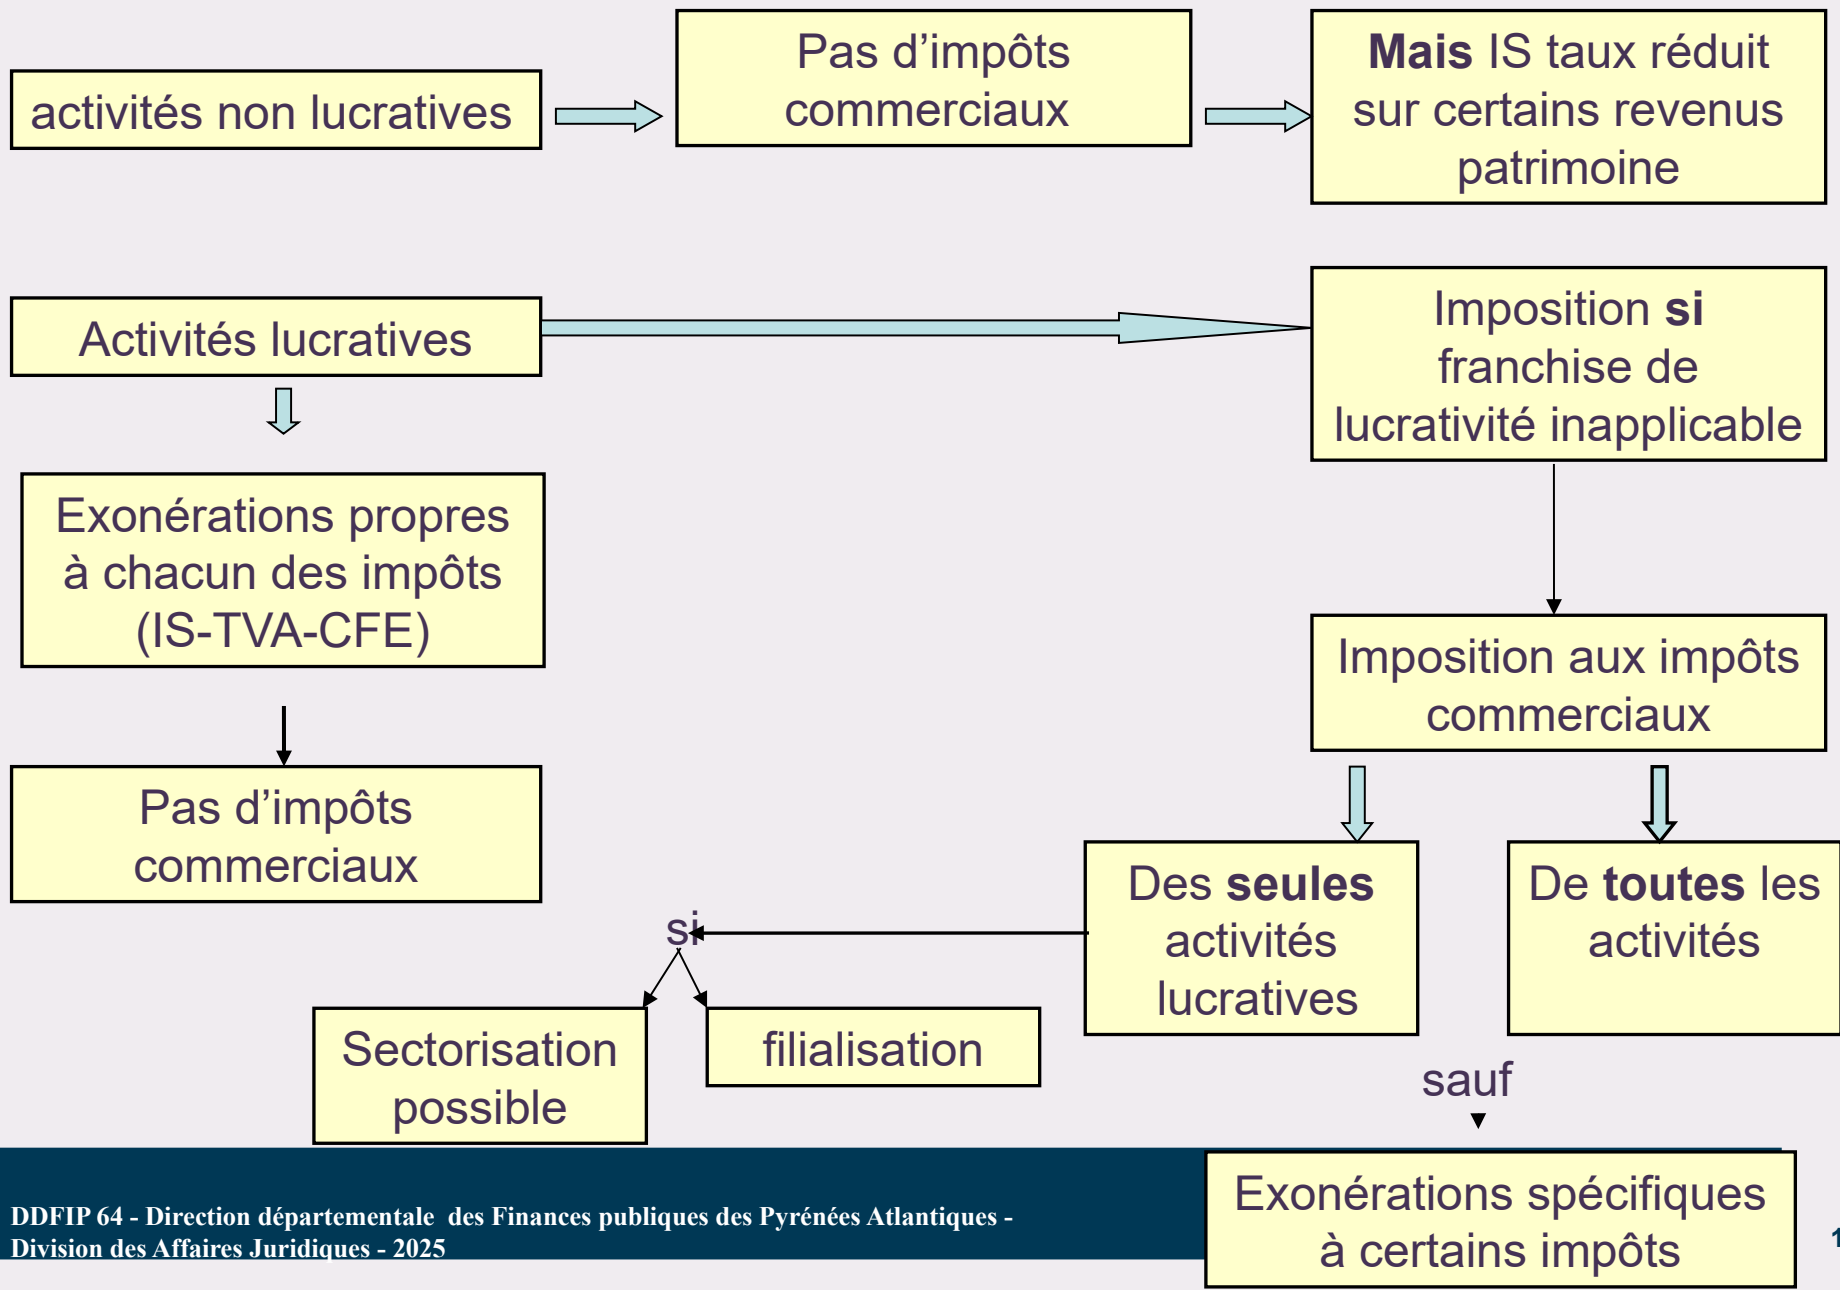 activités non lucratives
Pas d’impôts
commerciaux
Mais IS taux réduit
sur certains revenus
patrimoine
Activités lucratives
Imposition si
franchise de
lucrativité inapplicable
Exonérations propres
à chacun des impôts
(IS-TVA-CFE)
Imposition aux impôts
commerciaux
Pas d’impôts
commerciaux
Des seules
activités
lucratives
De toutes les
activités
si
Sectorisation
possible
filialisation
sauf
Exonérations spécifiques
à certains impôts
DDFIP 64 - Direction départementale des Finances publiques des Pyrénées Atlantiques -
Division des Affaires Juridiques - 2025